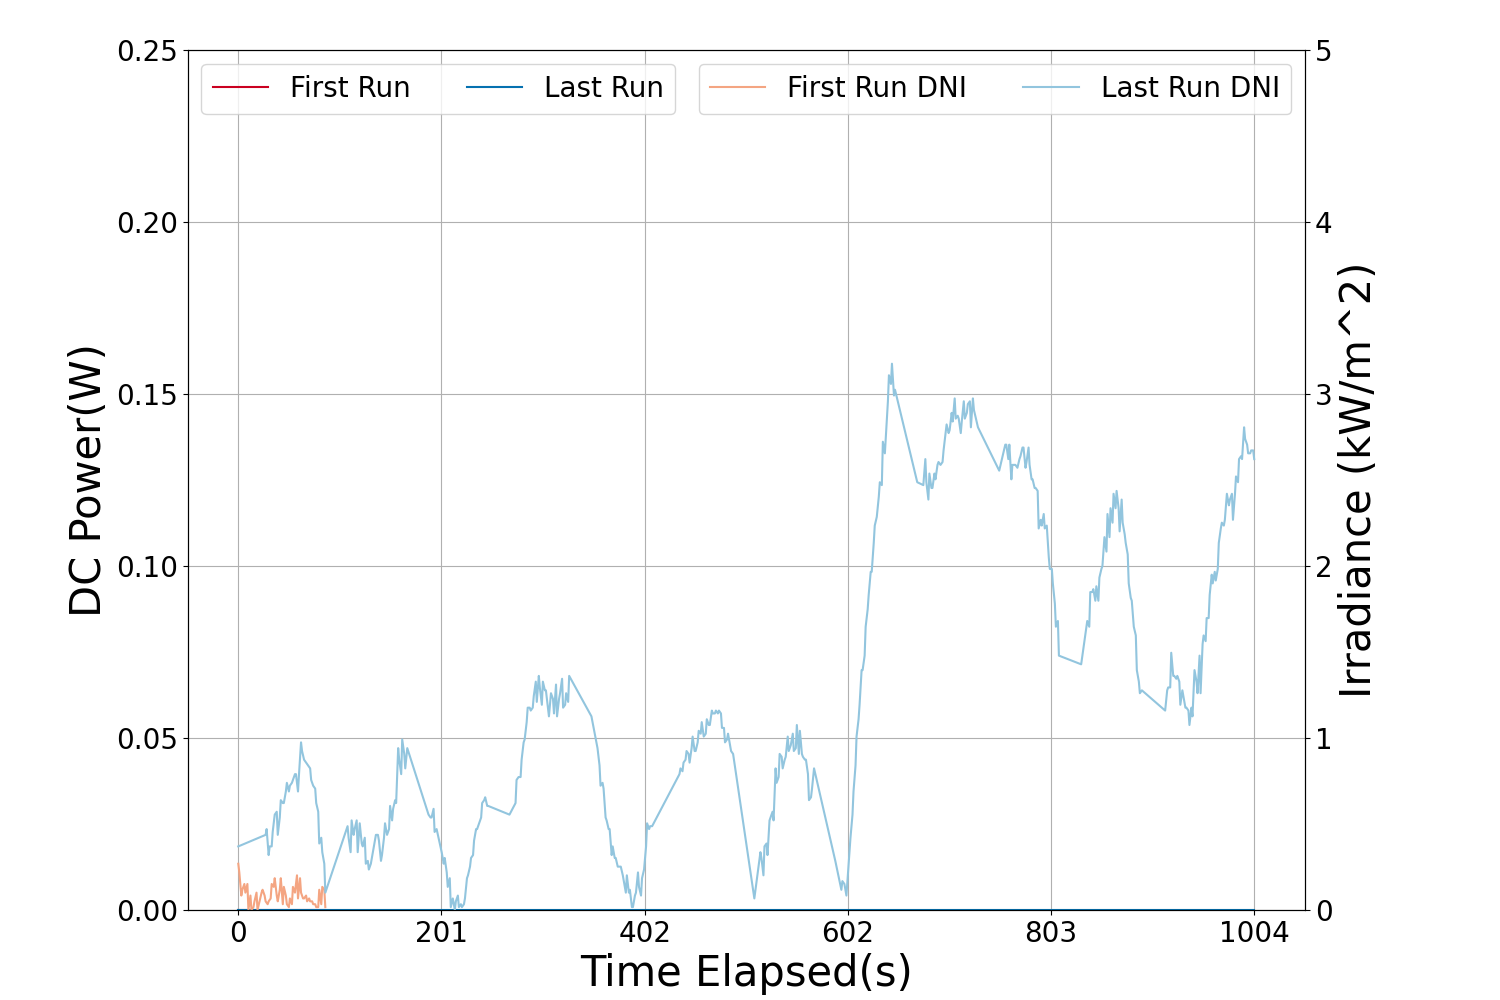 First Run
Last Run
First Run DNI
Last Run DNI
DC Power(W)
0.25
0.20
0.15
0.10
0.05
0.00
5
4
3
2
1
0
Irradiance (kW/m^2)
0
201
402
602
803
1004
Time Elapsed(s)